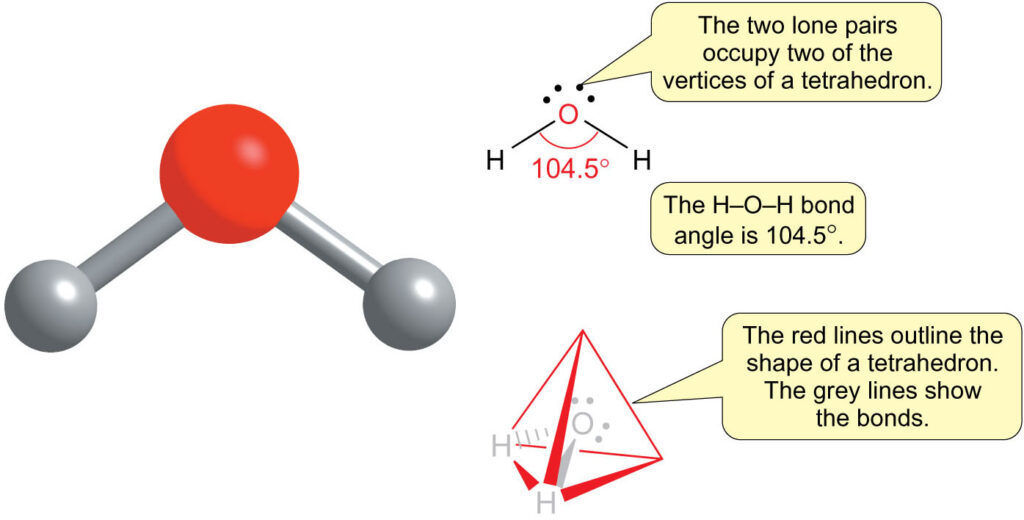 The two lone pairs
occupy two of the
vertices of a tetrahedron.
O
H
H
104.5°
The H–O–H bond
angle is 104.5°.
The red lines outline the
shape of a tetrahedron.
The grey lines show
the bonds.
O
H
H